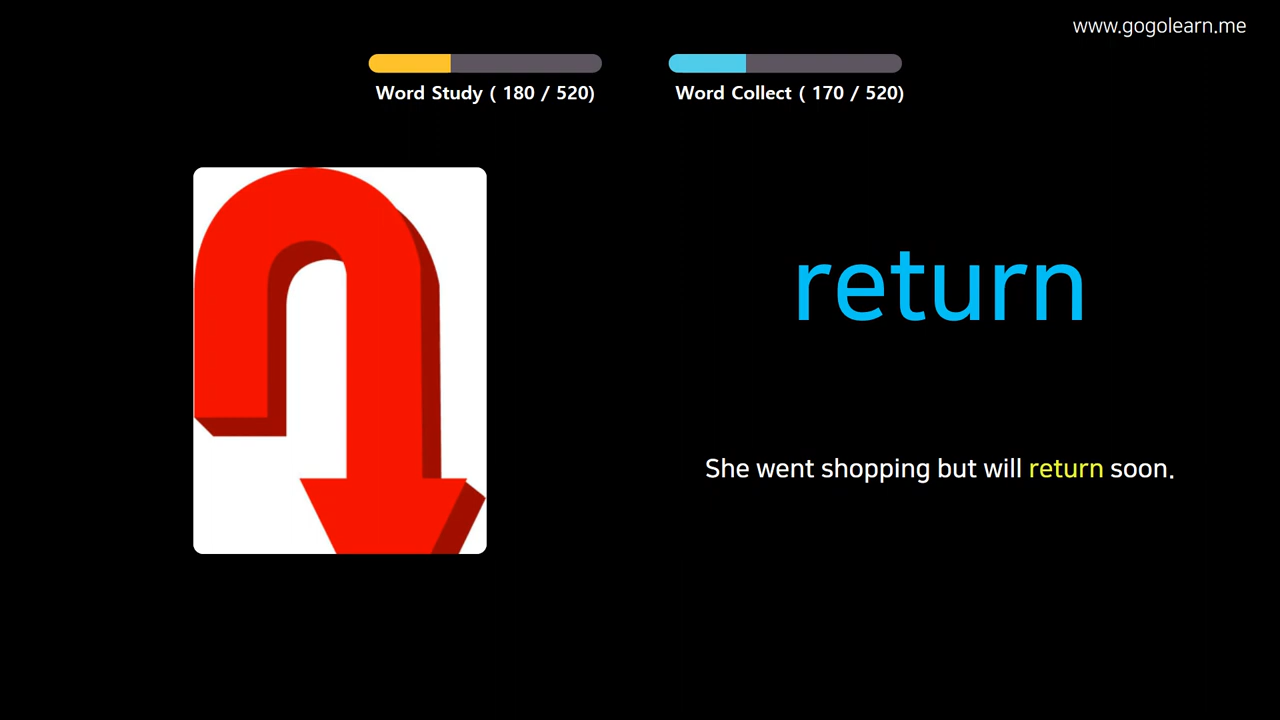 www.gogolearn.me
Word Study ( 180 / 520)
Word Collect ( 170 / 520)
return
She went shopping but will return soon.